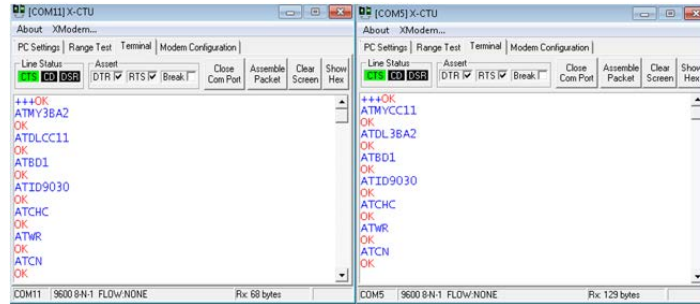 [COM11] X-CTU
About XModem...
PC Settings | Range Test | Terminal | Modem Configuration |
Line Status
CTS CD DSR
Assert
DTR RTS Break
Close Com Port
Assemble Packet
Clear Screen
Show Hex
+++OK
ATMY3BA2
OK
ATDLCC11
OK
ATBD1
OK
ATID9030
OK
ATCHC
OK
ATWR
OK
ATCN
OK
COM11 9600 8-N-1 FLOW:NONE Rx: 68 bytes
[COM5] X-CTU
About XModem...
PC Settings | Range Test | Terminal | Modem Configuration |
Line Status
CTS CD DSR
Assert
DTR RTS Break
Close Com Port
Assemble Packet
Clear Screen
Show Hex
+++OK
ATMYCC11
OK
ATDL3BA2
OK
ATBD1
OK
ATID9030
OK
ATCHC
OK
ATWR
OK
ATCN
OK
COM5 9600 8-N-1 FLOW:NONE Rx: 129 bytes